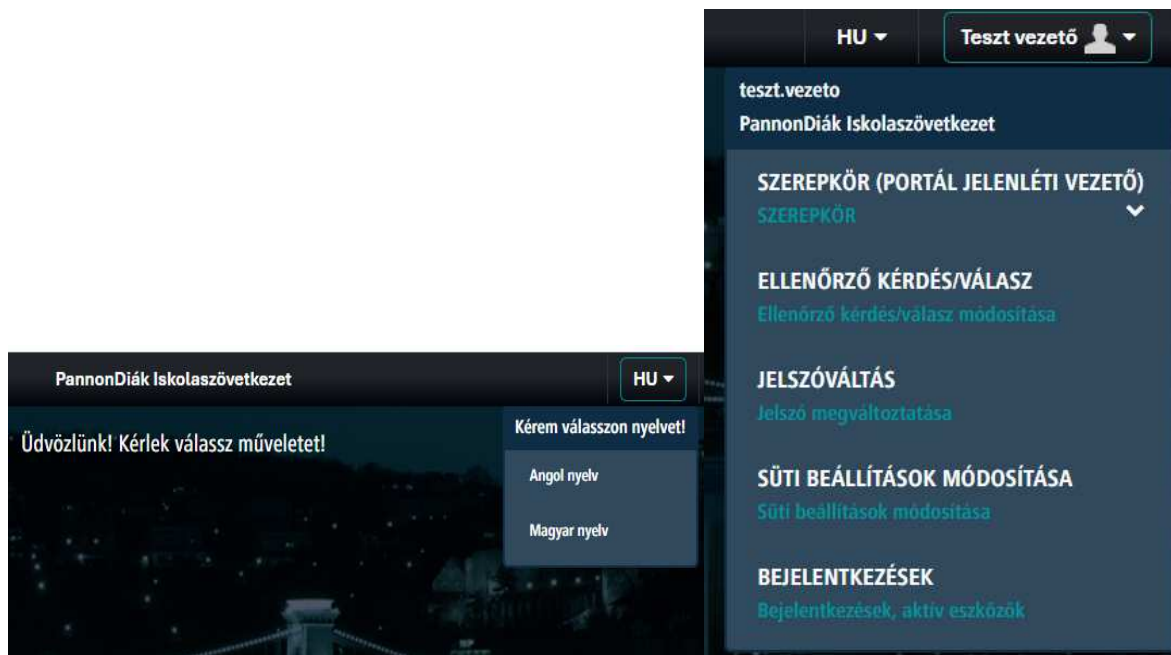 PannonDiák Iskolaszövetkezet
HU
Üdvözlünk! Kérlek válassz műveletet!
Kérem válasszon nyelvet!
Angol nyelv
Magyar nyelv
HU
Teszt vezető
teszt.vezeto
PannonDiák Iskolaszövetkezet
SZEREPKÖR (PORTÁL JELENLÉTI VEZETŐ)
SZEREPKÖR
ELLENŐRZŐ KÉRDÉS/VÁLASZ
Ellenőrző kérdés/válasz módosítása
JELSZÓVÁLTÁS
Jelszó megváltoztatása
SÜTI BEÁLLÍTÁSOK MÓDOSÍTÁSA
Süti beállítások módosítása
BEJELENTKEZÉSEK
Bejelentkezések, aktív eszközök